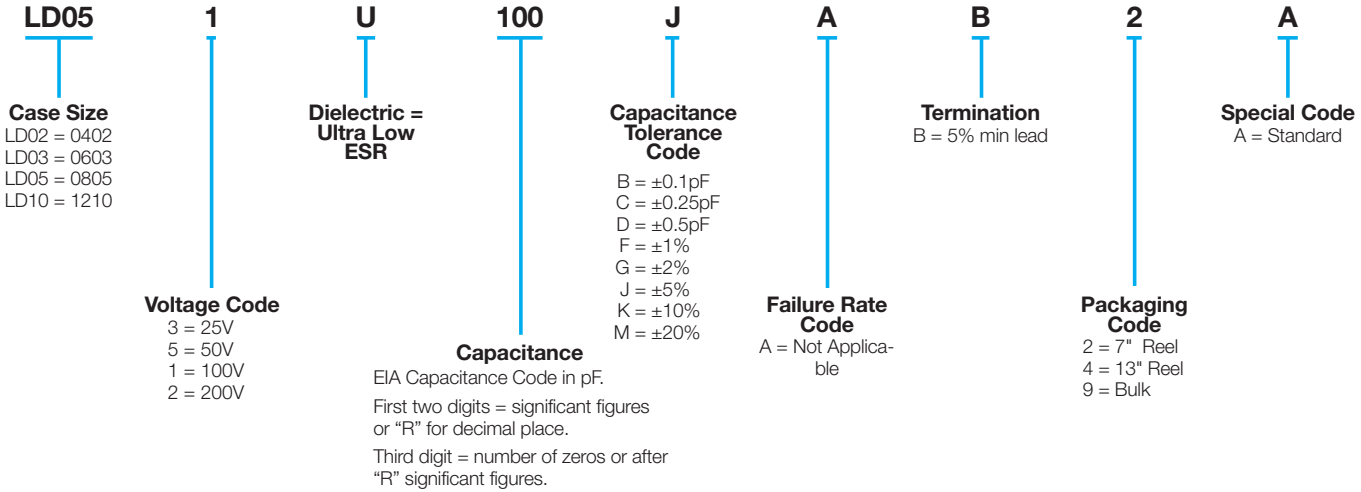 LD05 1 U 100 J A B 2 A
Case Size
LD02 = 0402
LD03 = 0603
LD05 = 0805
LD10 = 1210
Voltage Code
3 = 25V
5 = 50V
1 = 100V
2 = 200V
Dielectric =
Ultra Low
ESR
Capacitance
EIA Capacitance Code in pF.
First two digits = significant figures
or “R” for decimal place.
Third digit = number of zeros or after
“R” significant figures.
Capacitance
Tolerance
Code
B = ±0.1pF
C = ±0.25pF
D = ±0.5pF
F = ±1%
G = ±2%
J = ±5%
K = ±10%
M = ±20%
Failure Rate
Code
A = Not Applica-
ble
Termination
B = 5% min lead
Packaging
Code
2 = 7" Reel
4 = 13" Reel
9 = Bulk
Special Code
A = Standard